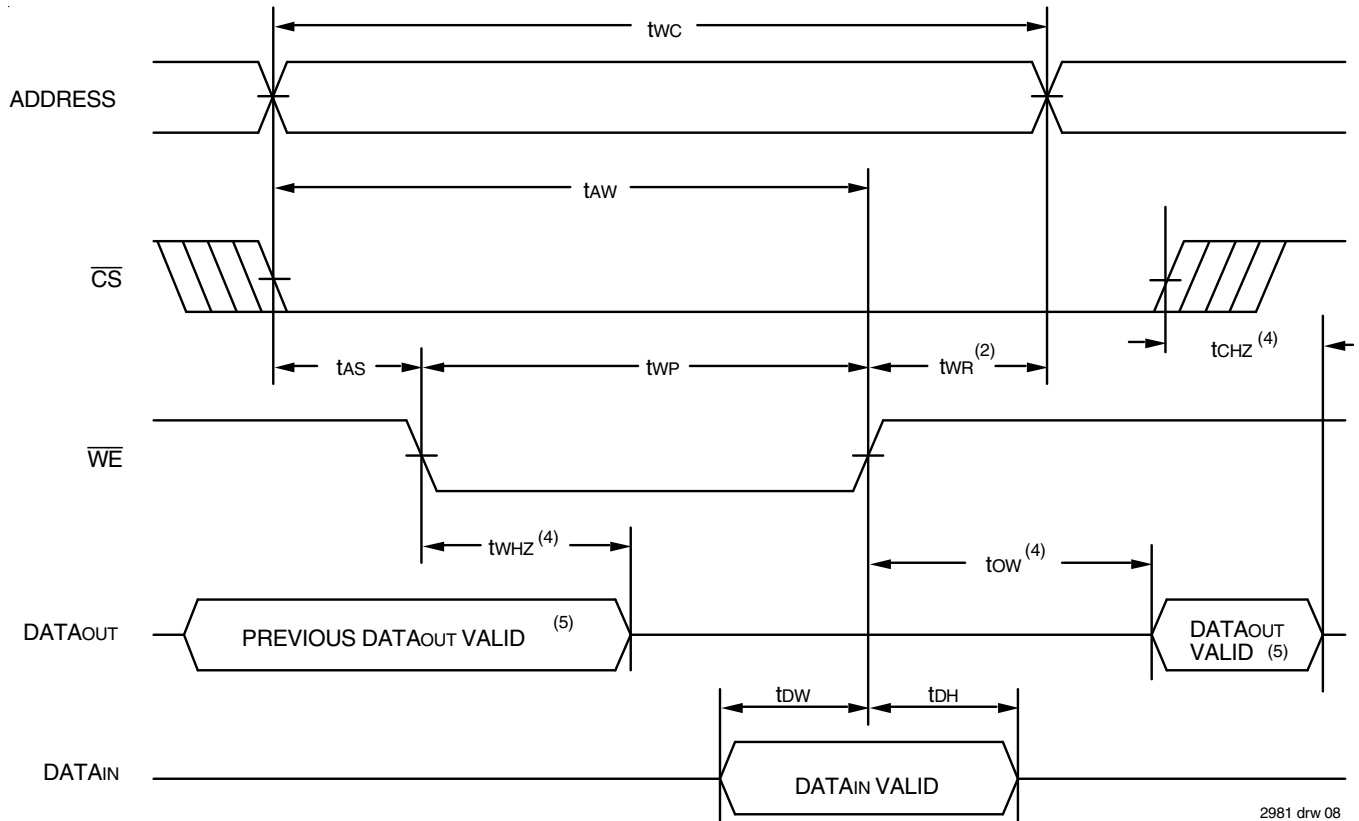 tWC
ADDRESS
tAW
CS
tCHZ (4)
tAS
tWP
tWR (2)
WE
tWHZ (4)
tOW (4)
DATAOUT
PREVIOUS DATAOUT VALID (5)
DATAOUT
VALID (5)
tDW
tDH
DATAIN
DATAIN VALID
2981 drw 08